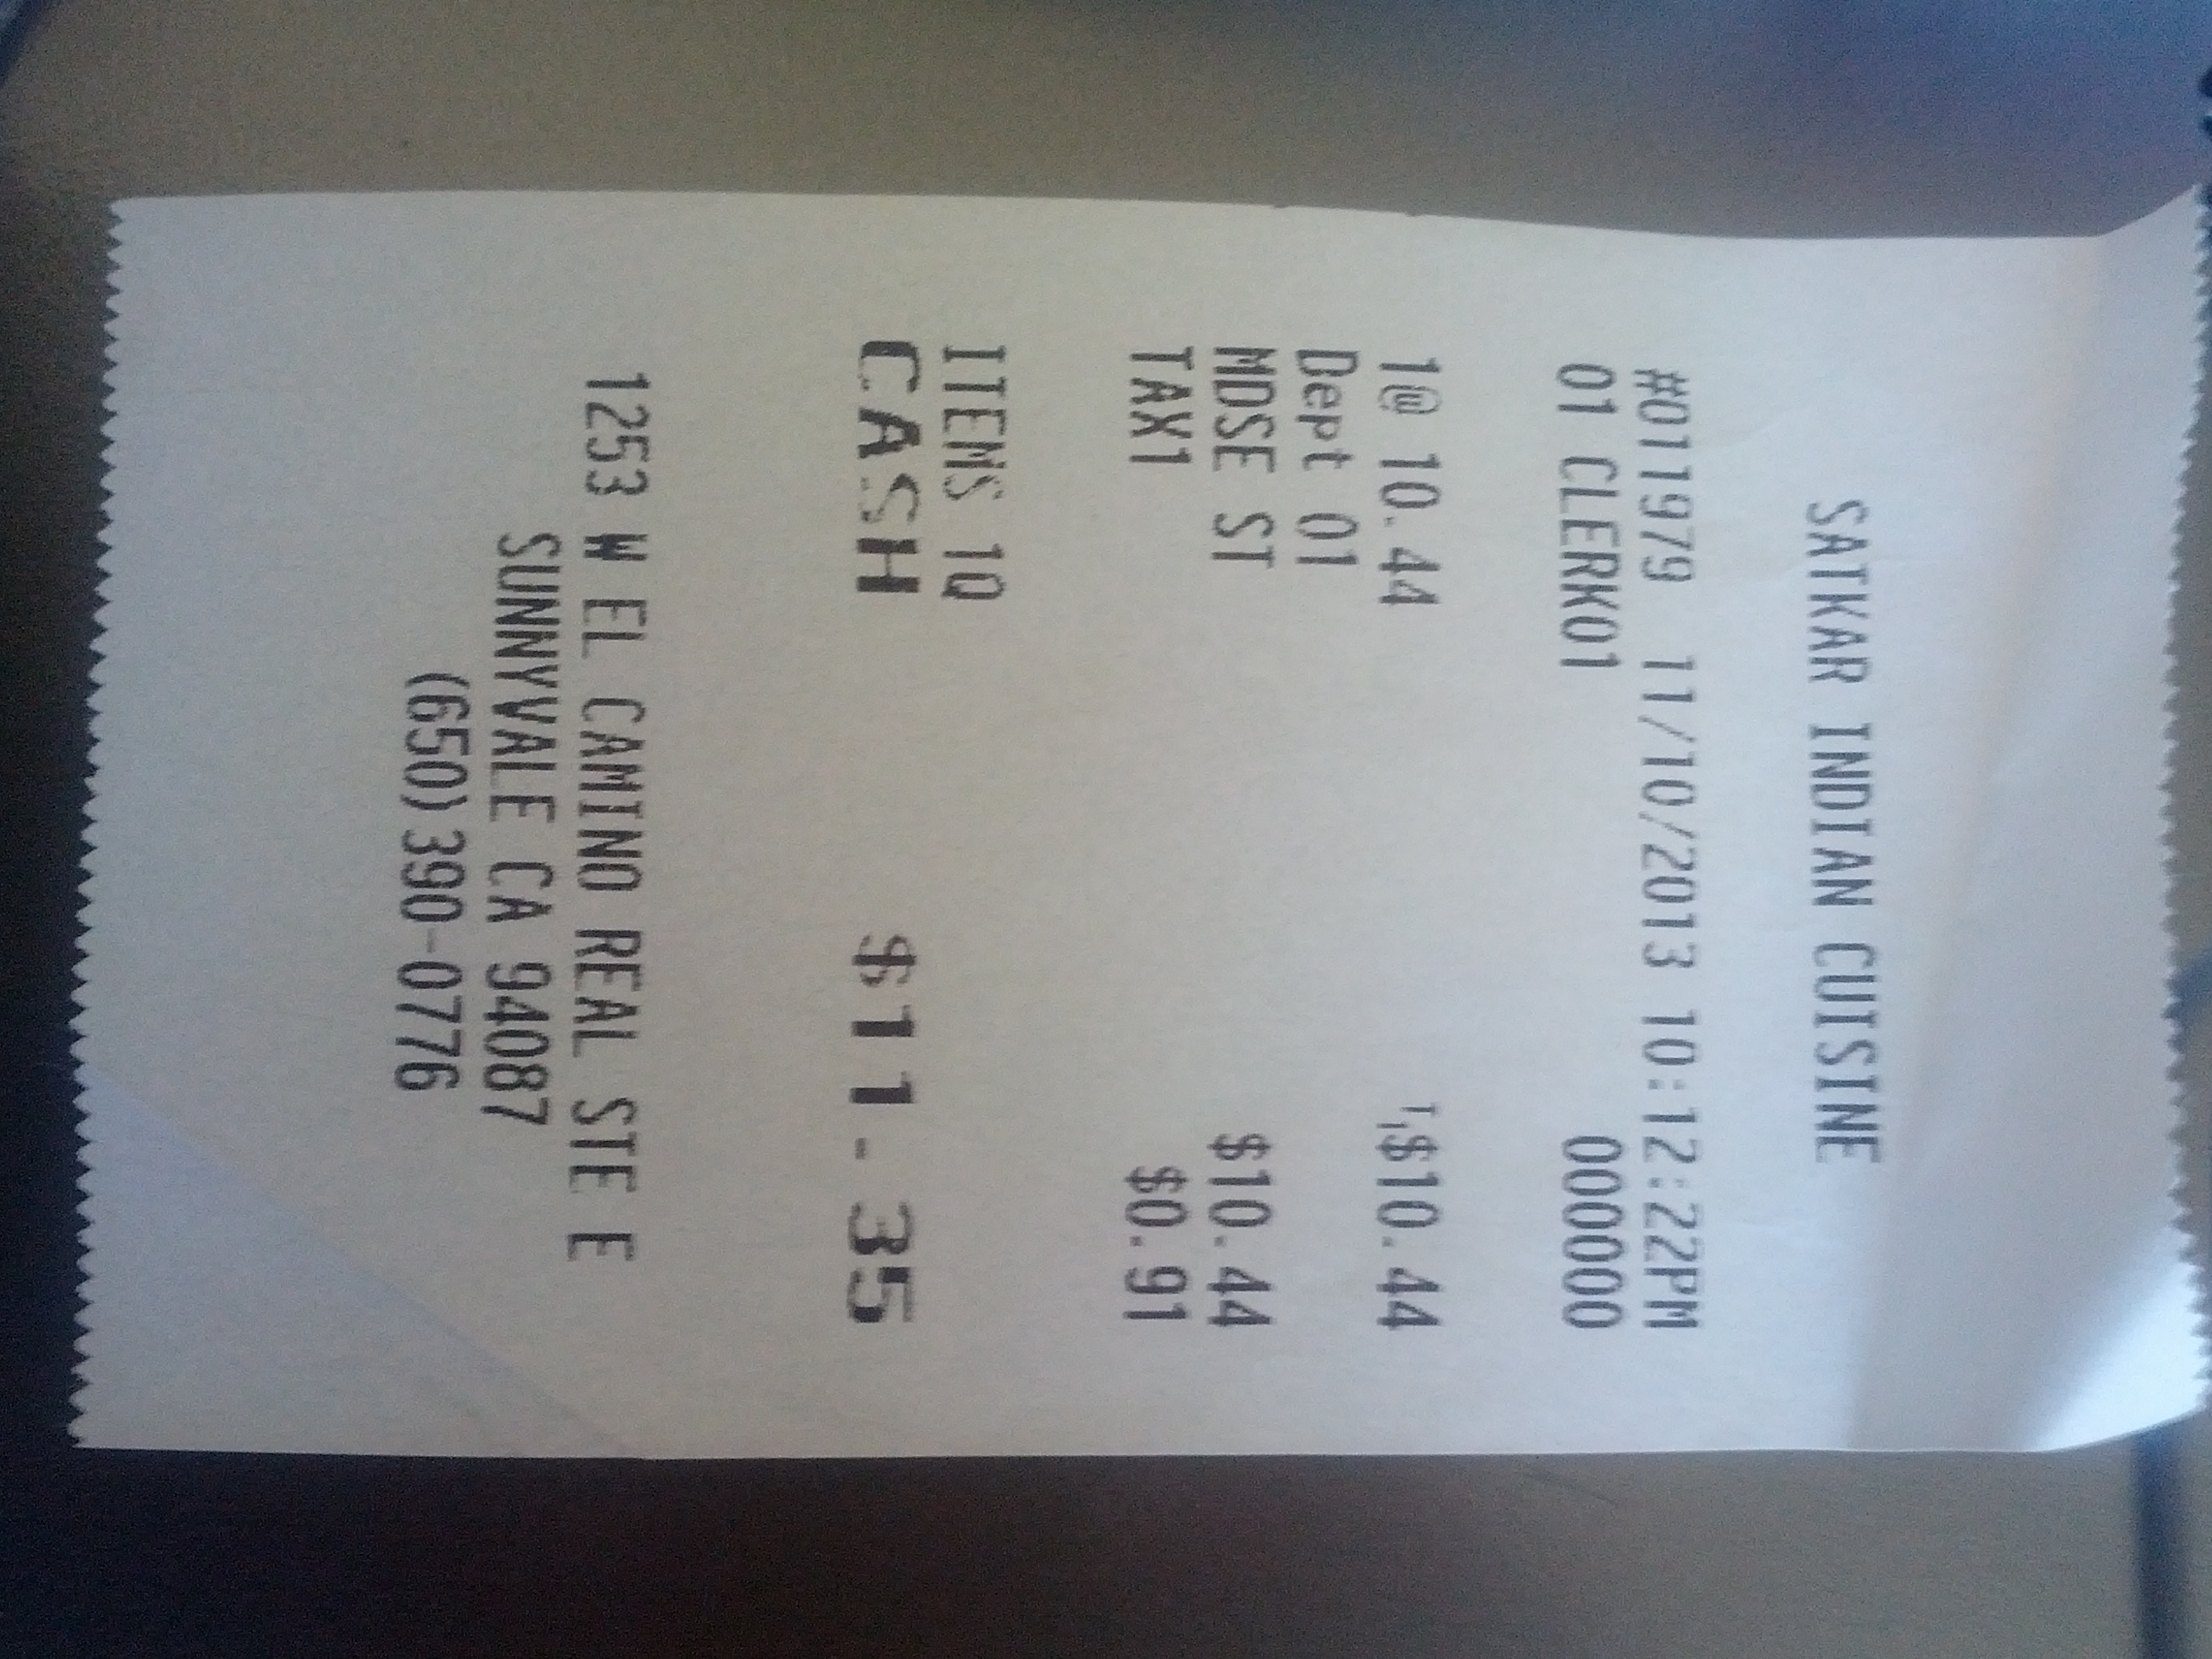 SATKAR INDIAN CUISINE
#011979 11/10/2013 10:12:22PM
01 CLERK01 000000
1@ 10.44 T1$10.44
Dept 01
MDSE ST $10.44
TAX1 $0.91
ITEMS 1Q
CASH $11.35
1253 W EL CAMINO REAL STE E
SUNNYVALE CA 94087
(650)390-0776